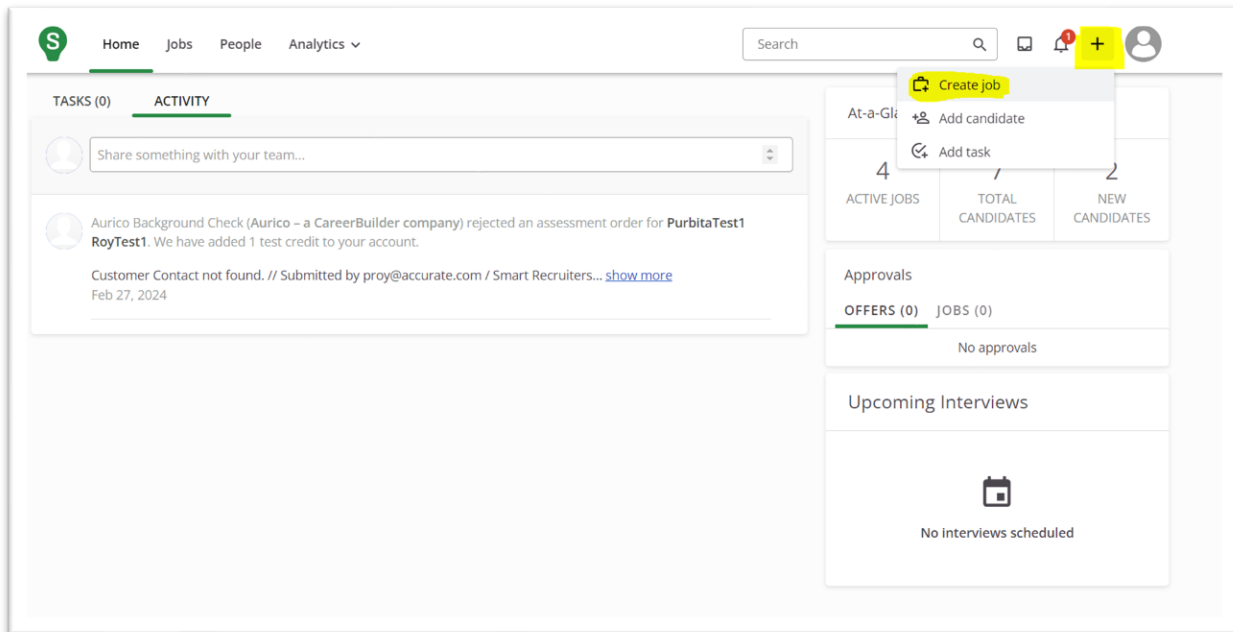 S
Home Jobs People Analytics
Search
1
+
Create job
Add candidate
Add task
TASKS (0) ACTIVITY
Share something with your team...
Aurico Background Check (Aurico – a CareerBuilder company) rejected an assessment order for PurbitaTest1
RoyTest1. We have added 1 test credit to your account.
Customer Contact not found. // Submitted by proy@accurate.com / Smart Recruiters... show more
Feb 27, 2024
At-a-Gla
4 7 2
ACTIVE JOBS TOTAL NEW
CANDIDATES CANDIDATES
Approvals
OFFERS (0) JOBS (0)
No approvals
Upcoming Interviews
No interviews scheduled